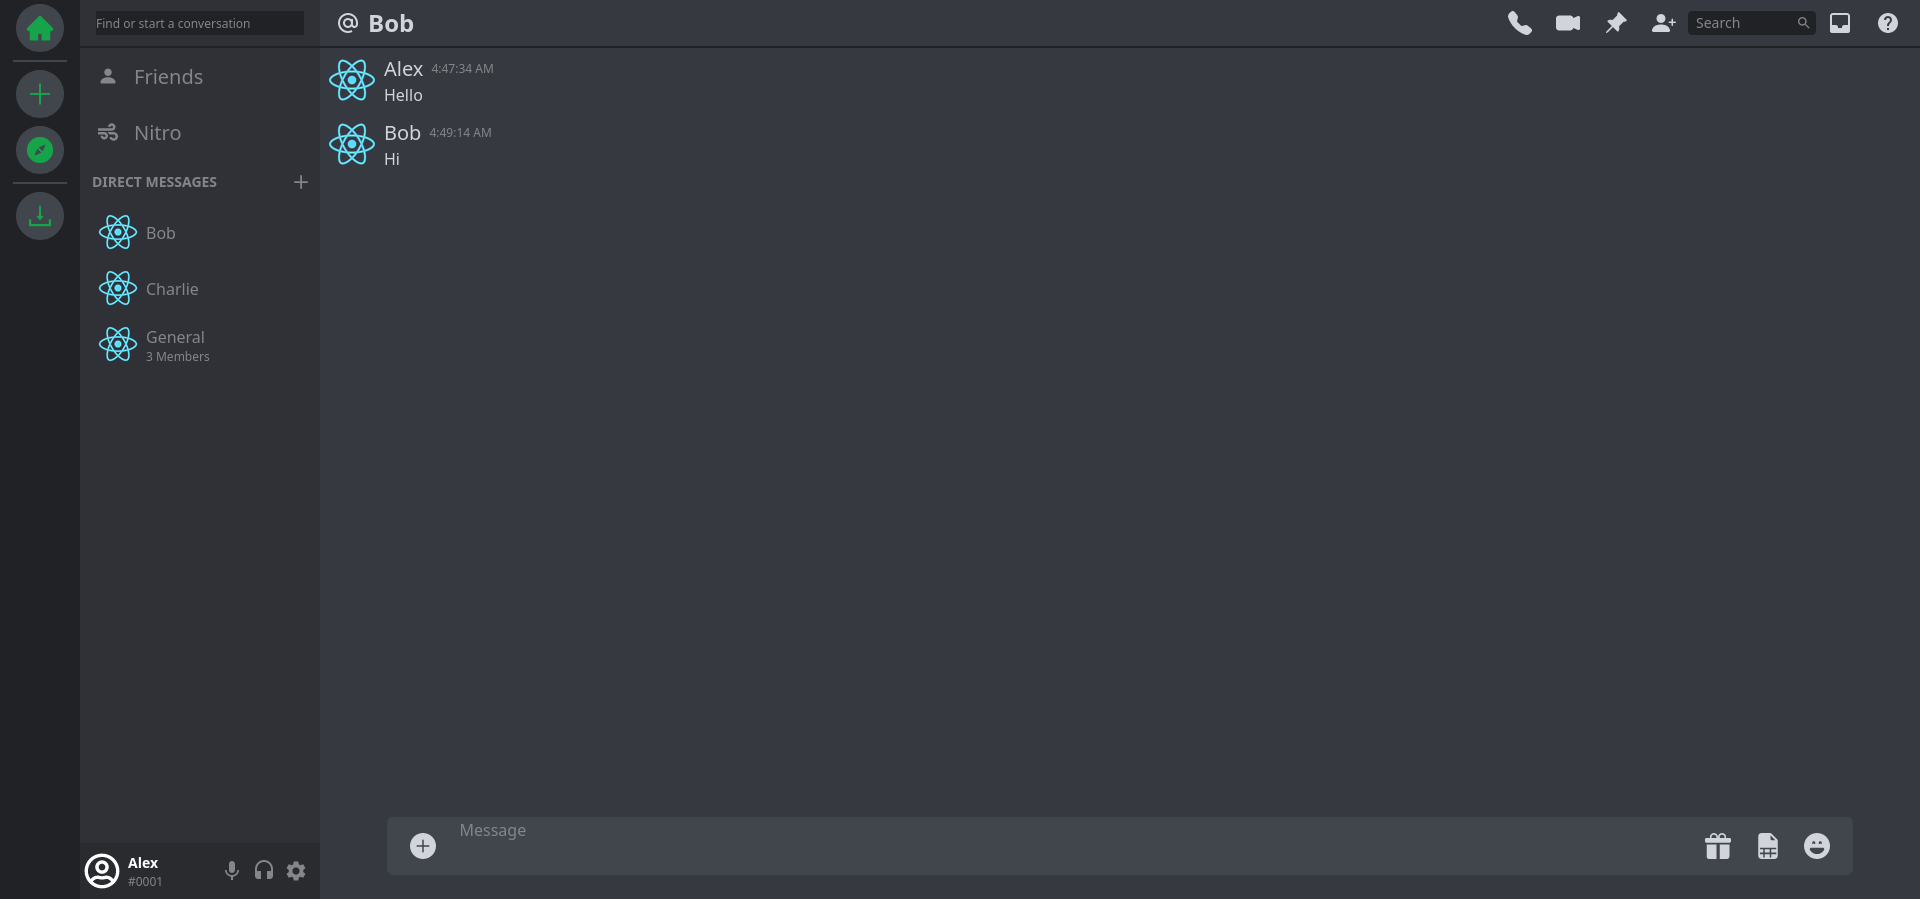 Find or start a conversation
Friends
Nitro
DIRECT MESSAGES
Bob
Charlie
General
3 Members
Alex
#0001
@ Bob
Search
Alex 4:47:34 AM
Hello
Bob 4:49:14 AM
Hi
Message